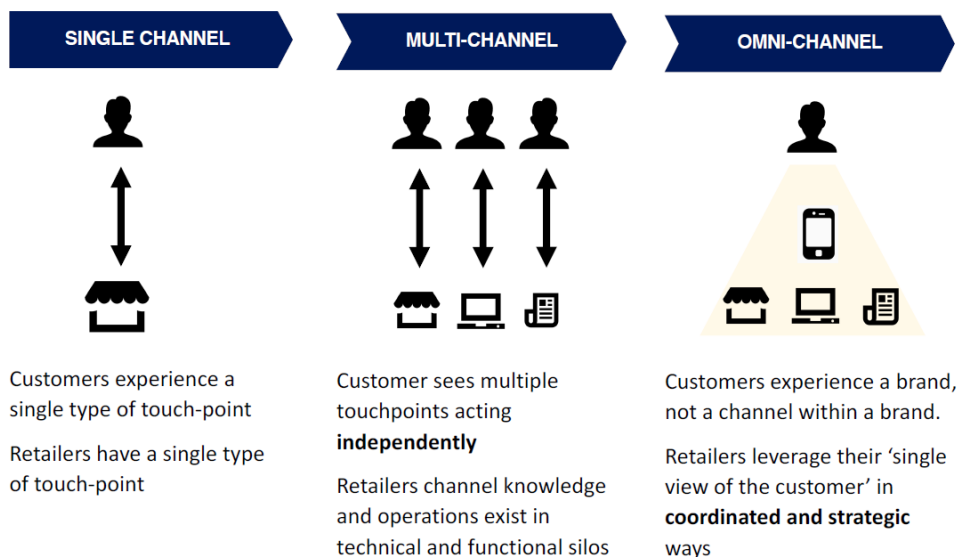 SINGLE CHANNEL
Customers experience a
single type of touch-point
Retailers have a single type
of touch-point
MULTI-CHANNEL
Customer sees multiple
touchpoints acting
independently
Retailers channel knowledge
and operations exist in
technical and functional silos
OMNI-CHANNEL
Customers experience a brand,
not a channel within a brand.
Retailers leverage their ‘single
view of the customer’ in
coordinated and strategic
ways